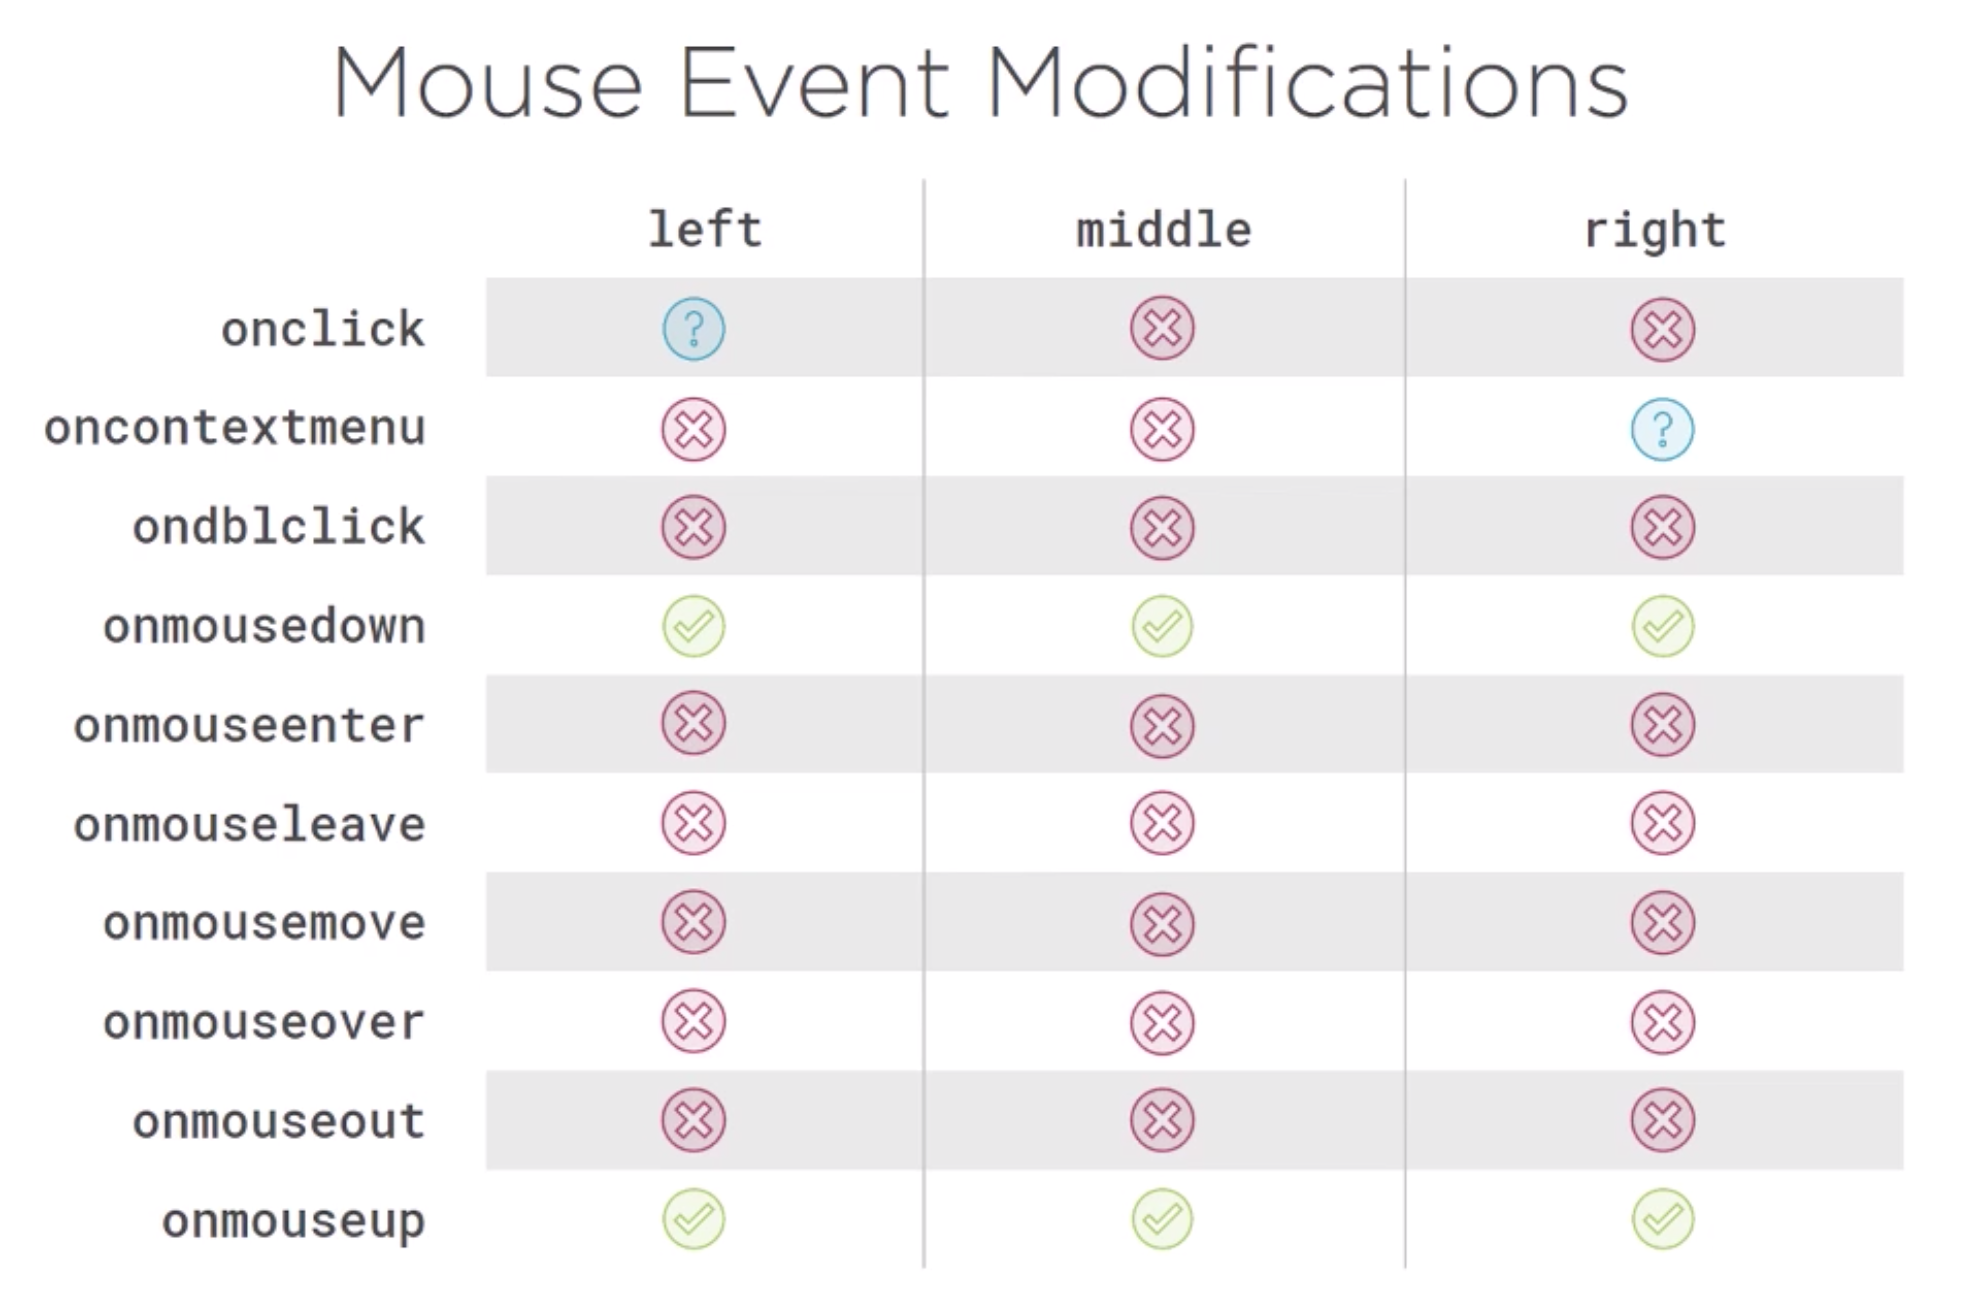 Mouse Event Modifications
left middle right
onclick ? 
oncontextmenu ?
ondblclick
onmousedown
onmouseenter
onmouseleave
onmousemove
onmouseover
onmouseout
onmouseup